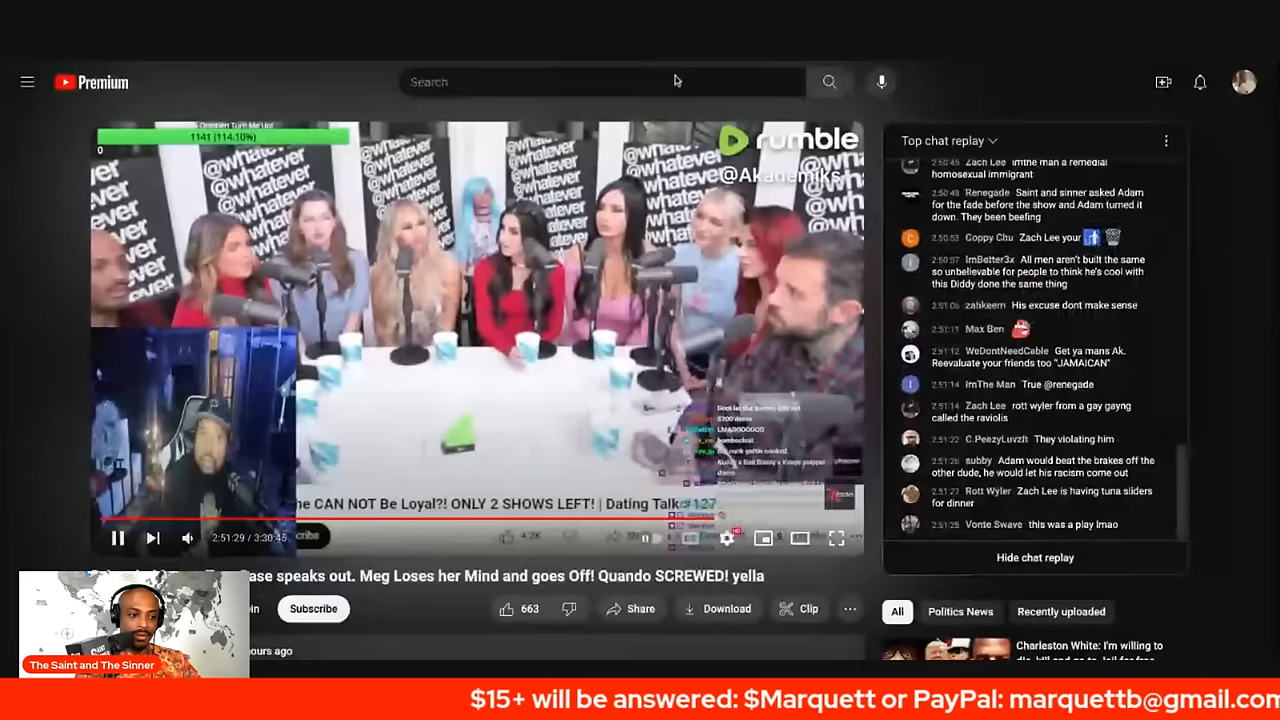 Premium
Search
1141 (114.10%)
0
rumble
@Akademiks
@whatever
@whatever
@whatever
@whatever
Top chat replay
2:50:45 Zach Lee imthe man a remedial
homosexual immigrant
2:50:48 Renegade Saint and sinner asked Adam
for the fade before the show and Adam turned it
down. They been beefing
2:50:53 Coppy Chu Zach Lee your
2:50:57 ImBetter3x All men aren't built the same
so unbelievable for people to think he's cool with
this Diddy done the same thing
2:51:06 zahkeem His excuse dont make sense
2:51:11 Max Ben
2:51:12 WeDontNeedCable Get ya mans Ak.
Reevaluate your friends too "JAMAICAN"
2:51:14 ImThe Man True @renegade
2:51:14 Zach Lee rott wyler from a gay gayng
called the raviolis
2:51:22 C.PeezyLuvzIt They violating him
2:51:26 subby Adam would beat the brakes off the
other dude, he would let his racism come out
2:51:27 Rott Wyler Zach Lee is having tuna sliders
for dinner
2:51:28 Vonte Swave this was a play lmao
Hide chat replay
he CAN NOT Be Loyal?! ONLY 2 SHOWS LEFT! | Dating Talk #127
2:51:29 / 3:30:45
ase speaks out. Meg Loses her Mind and goes Off! Quando SCREWED! yella
Subscribe
663
Share
Download
Clip
All
Politics News
Recently uploaded
ours ago
Charleston White: I'm willing to
The Saint and The Sinner
$15+ will be answered: $Marquett or PayPal: marquettb@gmail.com